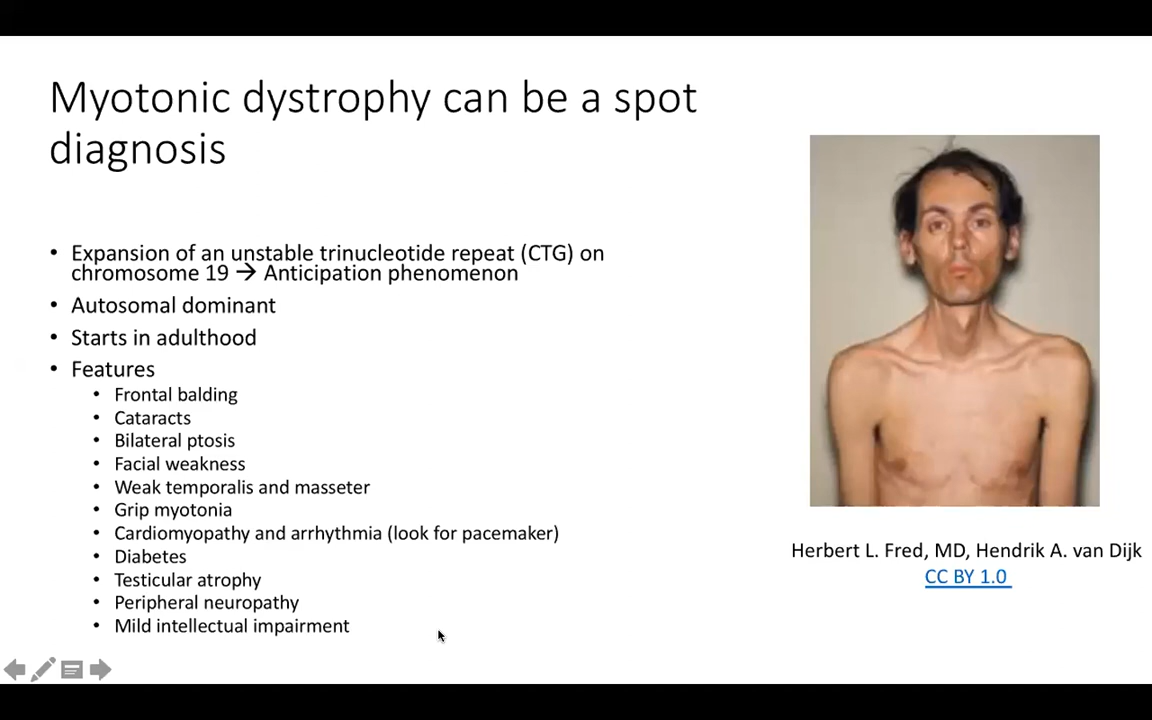 Myotonic dystrophy can be a spot
diagnosis
• Expansion of an unstable trinucleotide repeat (CTG) on
chromosome 19 → Anticipation phenomenon
• Autosomal dominant
• Starts in adulthood
• Features
• Frontal balding
• Cataracts
• Bilateral ptosis
• Facial weakness
• Weak temporalis and masseter
• Grip myotonia
• Cardiomyopathy and arrhythmia (look for pacemaker)
• Diabetes
• Testicular atrophy
• Peripheral neuropathy
• Mild intellectual impairment
Herbert L. Fred, MD, Hendrik A. van Dijk
CC BY 1.0